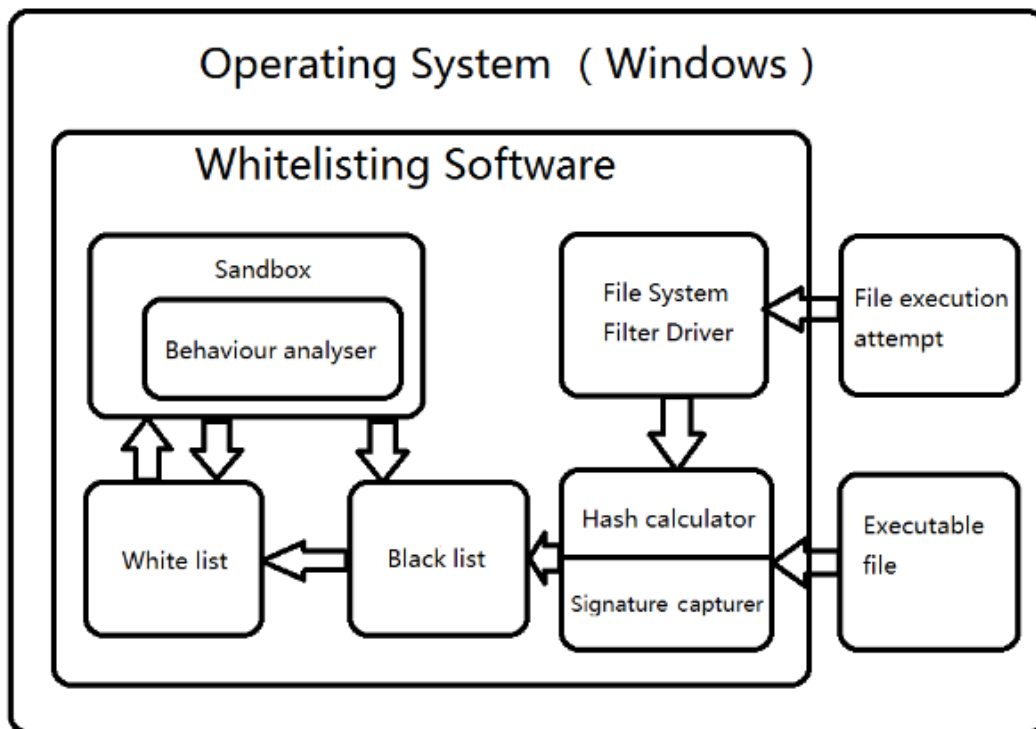 Operating System （Windows）
Whitelisting Software
Sandbox
Behaviour analyser
File System
Filter Driver
File execution
attempt
White list
Black list
Hash calculator
Signature capturer
Executable
file